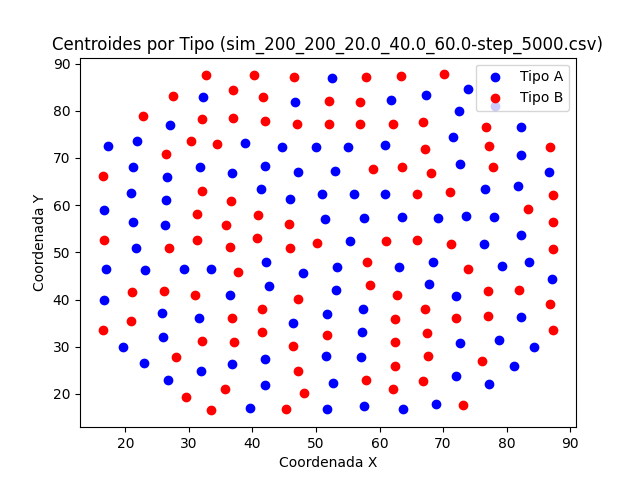 Centroides por Tipo (sim_200_200_20.0_40.0_60.0-step_5000.csv)
Tipo A
Tipo B
90
80
70
60
50
40
30
20
Coordenada Y
20 30 40 50 60 70 80 90
Coordenada X